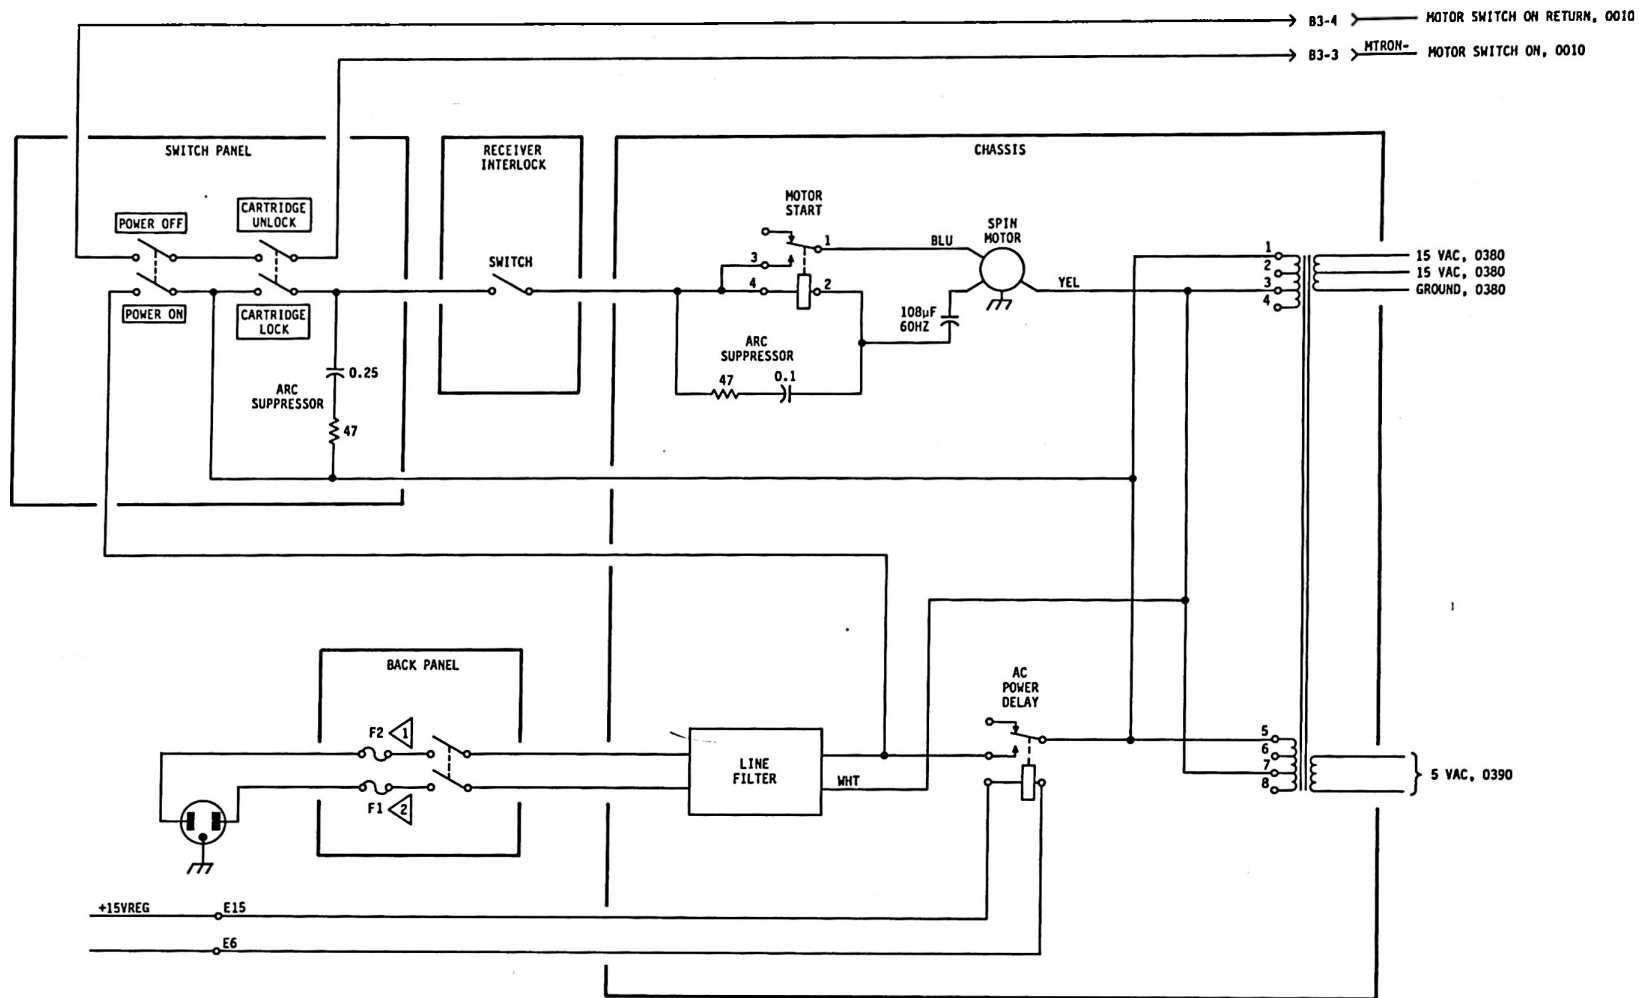 B3-4 MOTOR SWITCH ON RETURN, 0010
B3-3 MTRON- MOTOR SWITCH ON, 0010
SWITCH PANEL
RECEIVER
INTERLOCK
CHASSIS
POWER OFF
CARTRIDGE
UNLOCK
POWER ON
CARTRIDGE
LOCK
0.25
ARC
SUPPRESSOR
47
SWITCH
MOTOR
START
1
3
4
2
BLU
SPIN
MOTOR
YEL
108µF
60HZ
ARC
SUPPRESSOR
47
0.1
1
2
3
4
15 VAC, 0380
15 VAC, 0380
GROUND, 0380
BACK PANEL
F2 1
F1 2
LINE
FILTER
WHT
AC
POWER
DELAY
5
6
7
8
5 VAC, 0390
+15VREG E15
E6